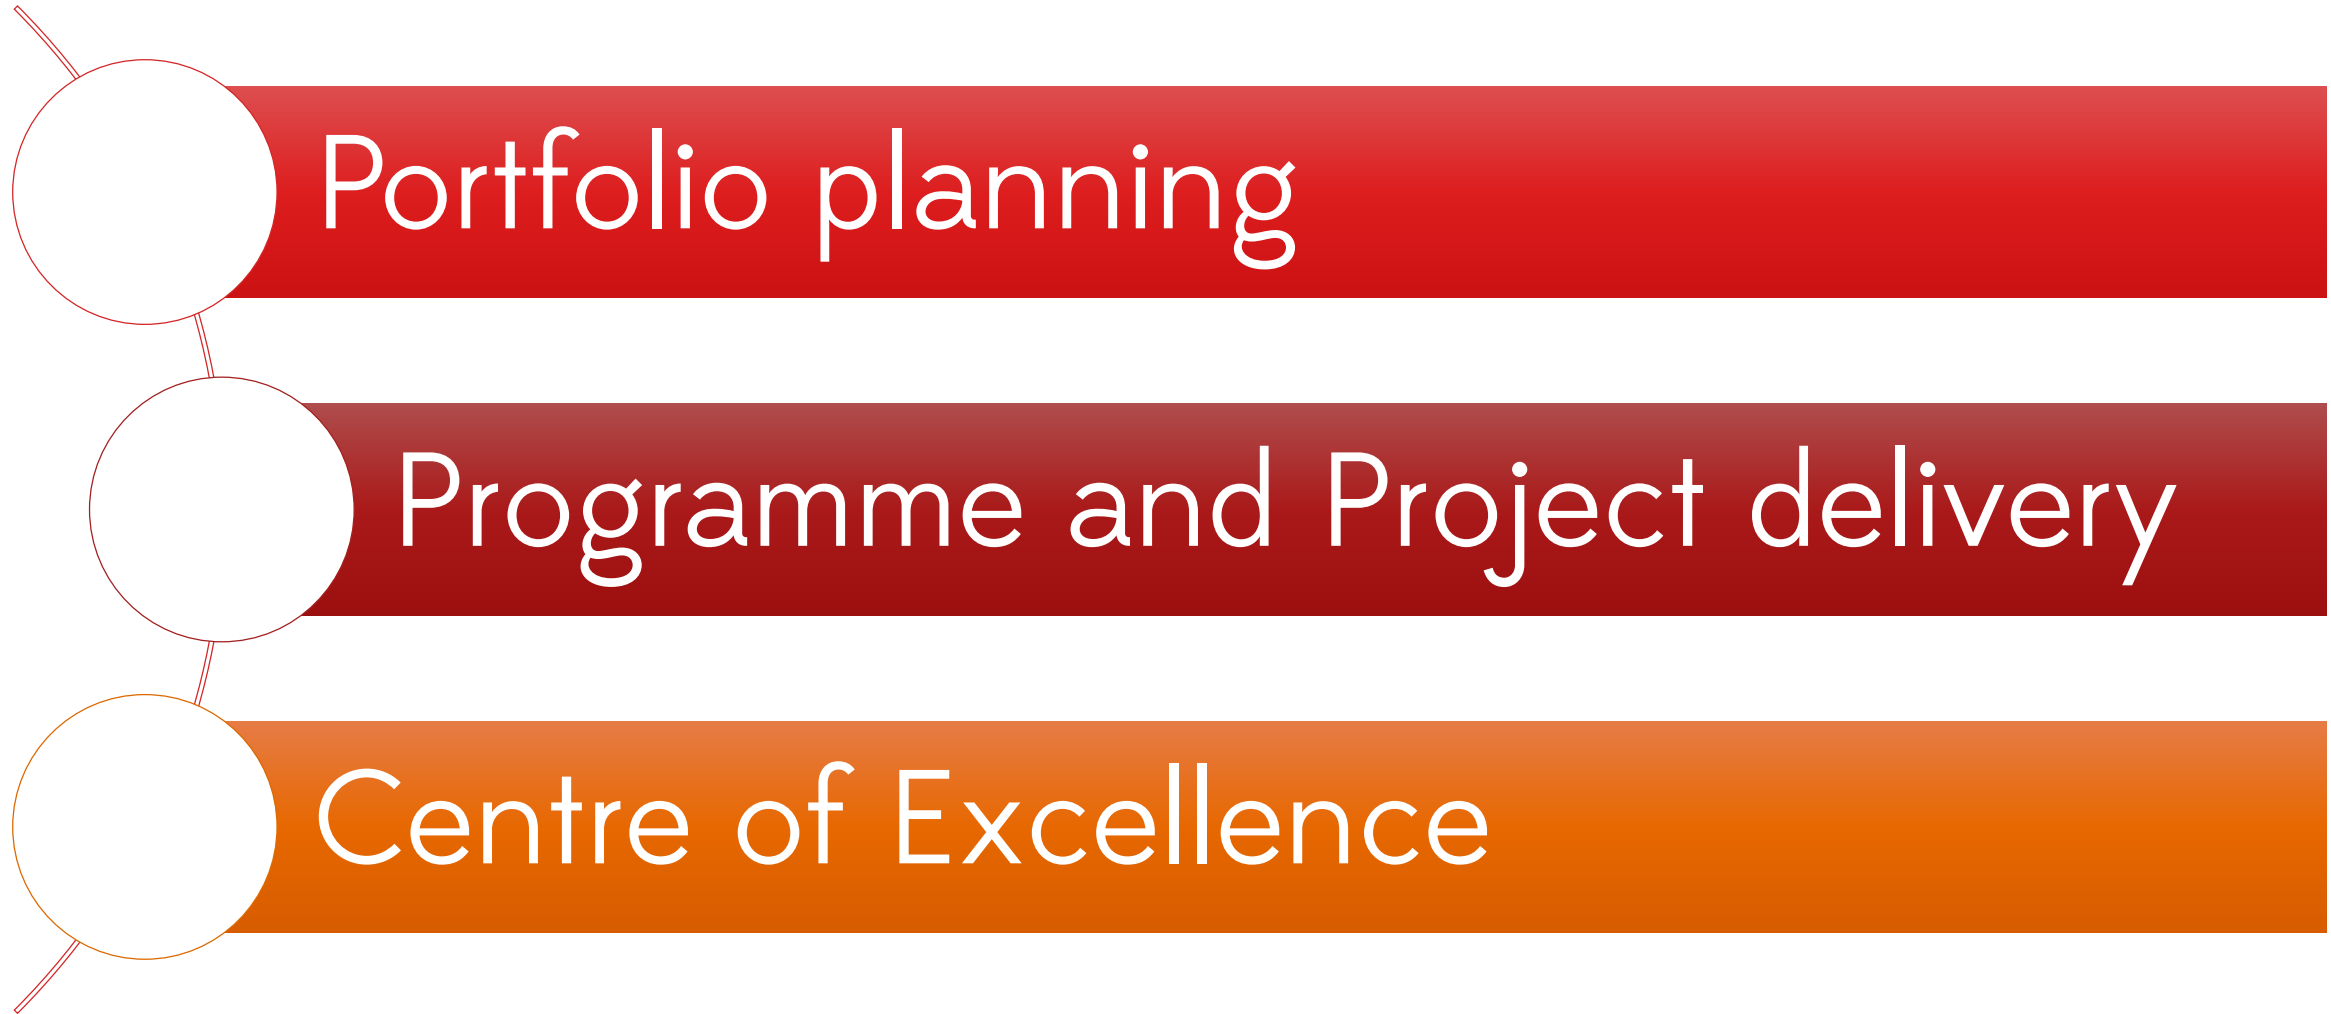 Portfolio planning
Programme and Project delivery
Centre of Excellence